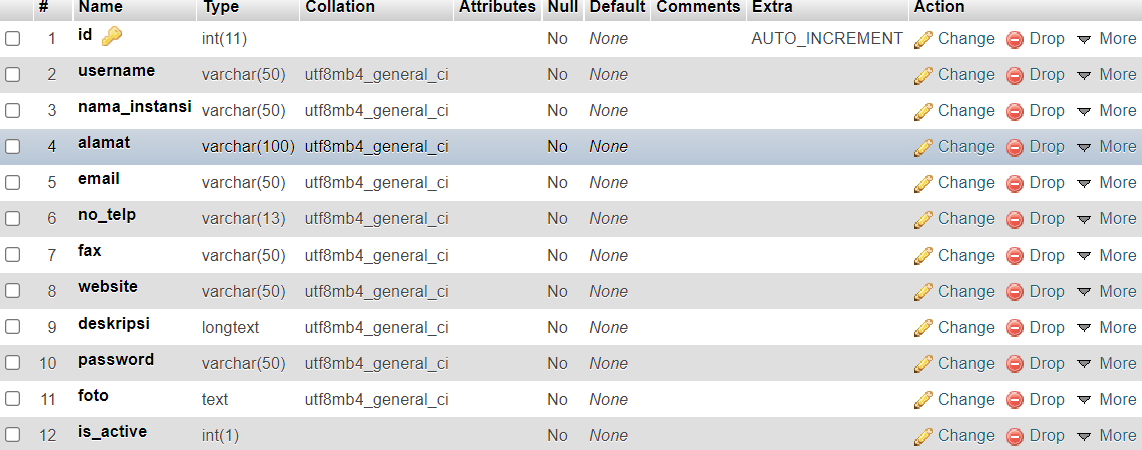 # Name Type Collation Attributes Null Default Comments Extra Action
1 id int(11) No None AUTO_INCREMENT Change Drop More
2 username varchar(50) utf8mb4_general_ci No None Change Drop More
3 nama_instansi varchar(50) utf8mb4_general_ci No None Change Drop More
4 alamat varchar(100) utf8mb4_general_ci No None Change Drop More
5 email varchar(50) utf8mb4_general_ci No None Change Drop More
6 no_telp varchar(13) utf8mb4_general_ci No None Change Drop More
7 fax varchar(50) utf8mb4_general_ci No None Change Drop More
8 website varchar(50) utf8mb4_general_ci No None Change Drop More
9 deskripsi longtext utf8mb4_general_ci No None Change Drop More
10 password varchar(50) utf8mb4_general_ci No None Change Drop More
11 foto text utf8mb4_general_ci No None Change Drop More
12 is_active int(1) No None Change Drop More